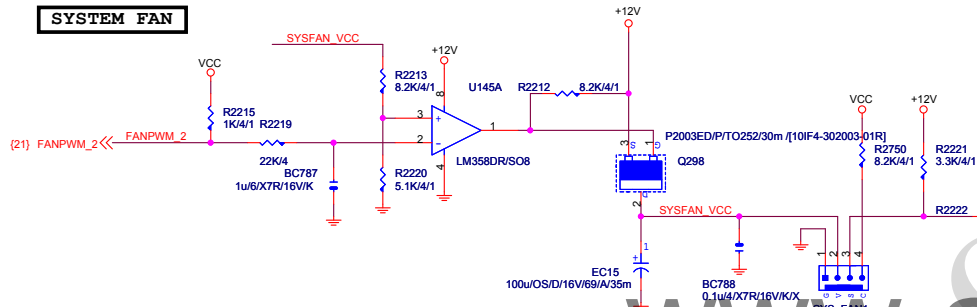 SYSTEM FAN
+12V
SYSFAN_VCC
+12V
VCC
R2213
8.2K/4/1
U145A
R2212
8.2K/4/1
8
R2215
1K/4/1
R2219
3
+
1
VCC
+12V
{21} FANPWM_2
FANPWM_2
2
-
P2003ED/P/TO252/30m /[10IF4-302003-01R]
3
S
1
G
22K/4
LM358DR/SO8
4
Q298
R2750
8.2K/4/1
R2221
3.3K/4/1
BC787
1u/6/X7R/16V/K
R2220
5.1K/4/1
D
2
SYSFAN_VCC
R2222
1
+
EC15
100u/OS/D/16V/69/A/35m
BC788
0.1u/4/X7R/16V/K/X
1
2
3
4
G
V
S
C